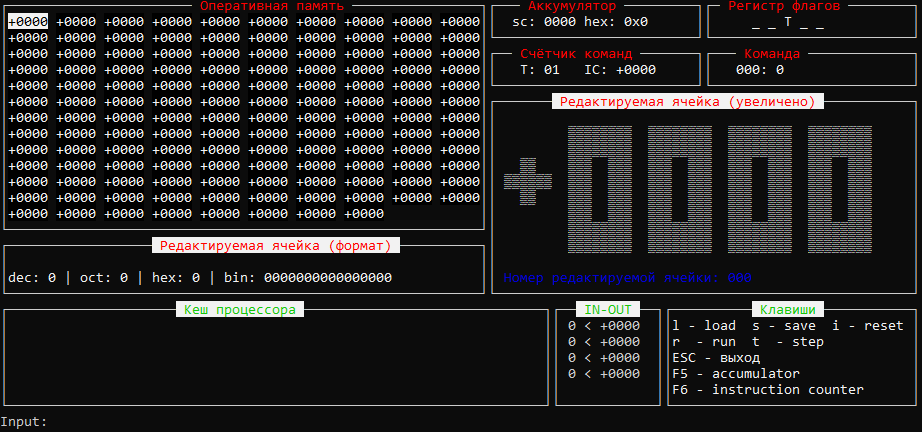 Оперативная память
+0000 +0000 +0000 +0000 +0000 +0000 +0000 +0000 +0000 +0000
+0000 +0000 +0000 +0000 +0000 +0000 +0000 +0000 +0000 +0000
+0000 +0000 +0000 +0000 +0000 +0000 +0000 +0000 +0000 +0000
+0000 +0000 +0000 +0000 +0000 +0000 +0000 +0000 +0000 +0000
+0000 +0000 +0000 +0000 +0000 +0000 +0000 +0000 +0000 +0000
+0000 +0000 +0000 +0000 +0000 +0000 +0000 +0000 +0000 +0000
+0000 +0000 +0000 +0000 +0000 +0000 +0000 +0000 +0000 +0000
+0000 +0000 +0000 +0000 +0000 +0000 +0000 +0000 +0000 +0000
+0000 +0000 +0000 +0000 +0000 +0000 +0000 +0000 +0000 +0000
+0000 +0000 +0000 +0000 +0000 +0000 +0000 +0000 +0000 +0000
+0000 +0000 +0000 +0000 +0000 +0000 +0000 +0000 +0000 +0000
+0000 +0000 +0000 +0000 +0000 +0000 +0000 +0000 +0000 +0000
+0000 +0000 +0000 +0000 +0000 +0000 +0000 +0000
Аккумулятор
sc: 0000 hex: 0x0
Регистр флагов
_ _ T _ _
Счётчик команд
T: 01 IC: +0000
Команда
000: 0
Редактируемая ячейка (увеличено)
+0000
Номер редактируемой ячейки: 000
Редактируемая ячейка (формат)
dec: 0 | oct: 0 | hex: 0 | bin: 0000000000000000
Кеш процессора
IN-OUT
0 < +0000
0 < +0000
0 < +0000
0 < +0000
Клавиши
l - load s - save i - reset
r - run t - step
ESC - выход
F5 - accumulator
F6 - instruction counter
Input: